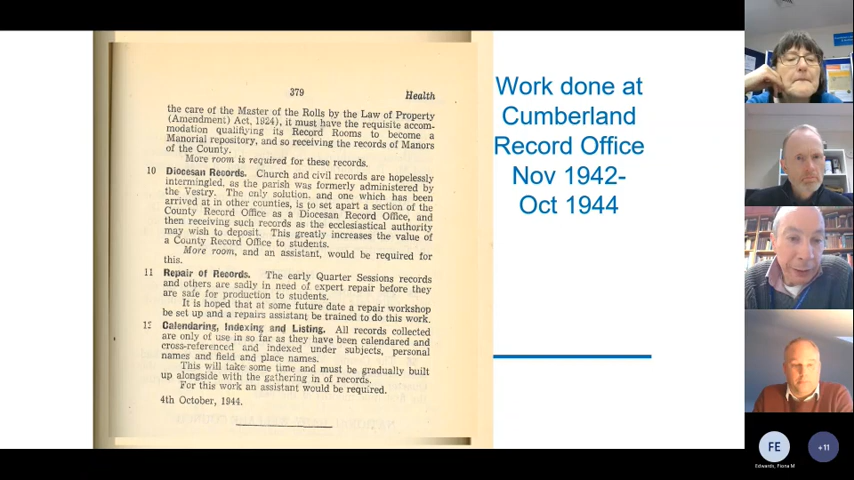 379
Health
the care of the Master of the Rolls by the Law of Property
(Amendment) Act, 1924), it must have the requisite accom-
modation qualifiying its Record Rooms to become a
Manorial repository, and so receiving the records of Manors
of the County.
More room is required for these records.
10 Diocesan Records. Church and civil records are hopelessly
intermingled, as the parish was formerly administered by
the Vestry. The only solution, and one which has been
arrived at in other counties, is to set apart a section of the
County Record Office as a Diocesan Record Office, and
then receiving such records as the ecclesiastical authority
may wish to deposit. This greatly increases the value of
a County Record Office to students.
More room, and an assistant, would be required for
this.
11 Repair of Records. The early Quarter Sessions records
and others are sadly in need of expert repair before they
are safe for production to students.
It is hoped that at some future date a repair workshop
be set up and a repairs assistant be trained to do this work.
12 Calendaring, Indexing and Listing. All records collected
are only of use in so far as they have been calendared and
cross-referenced and indexed under subjects, personal
names and field and place names.
This will take some time and must be gradually built
up alongside with the gathering in of records.
For this work an assistant would be required.
4th October, 1944.
Work done at
Cumberland
Record Office
Nov 1942-
Oct 1944
FE
+11
Edwards, Fiona M